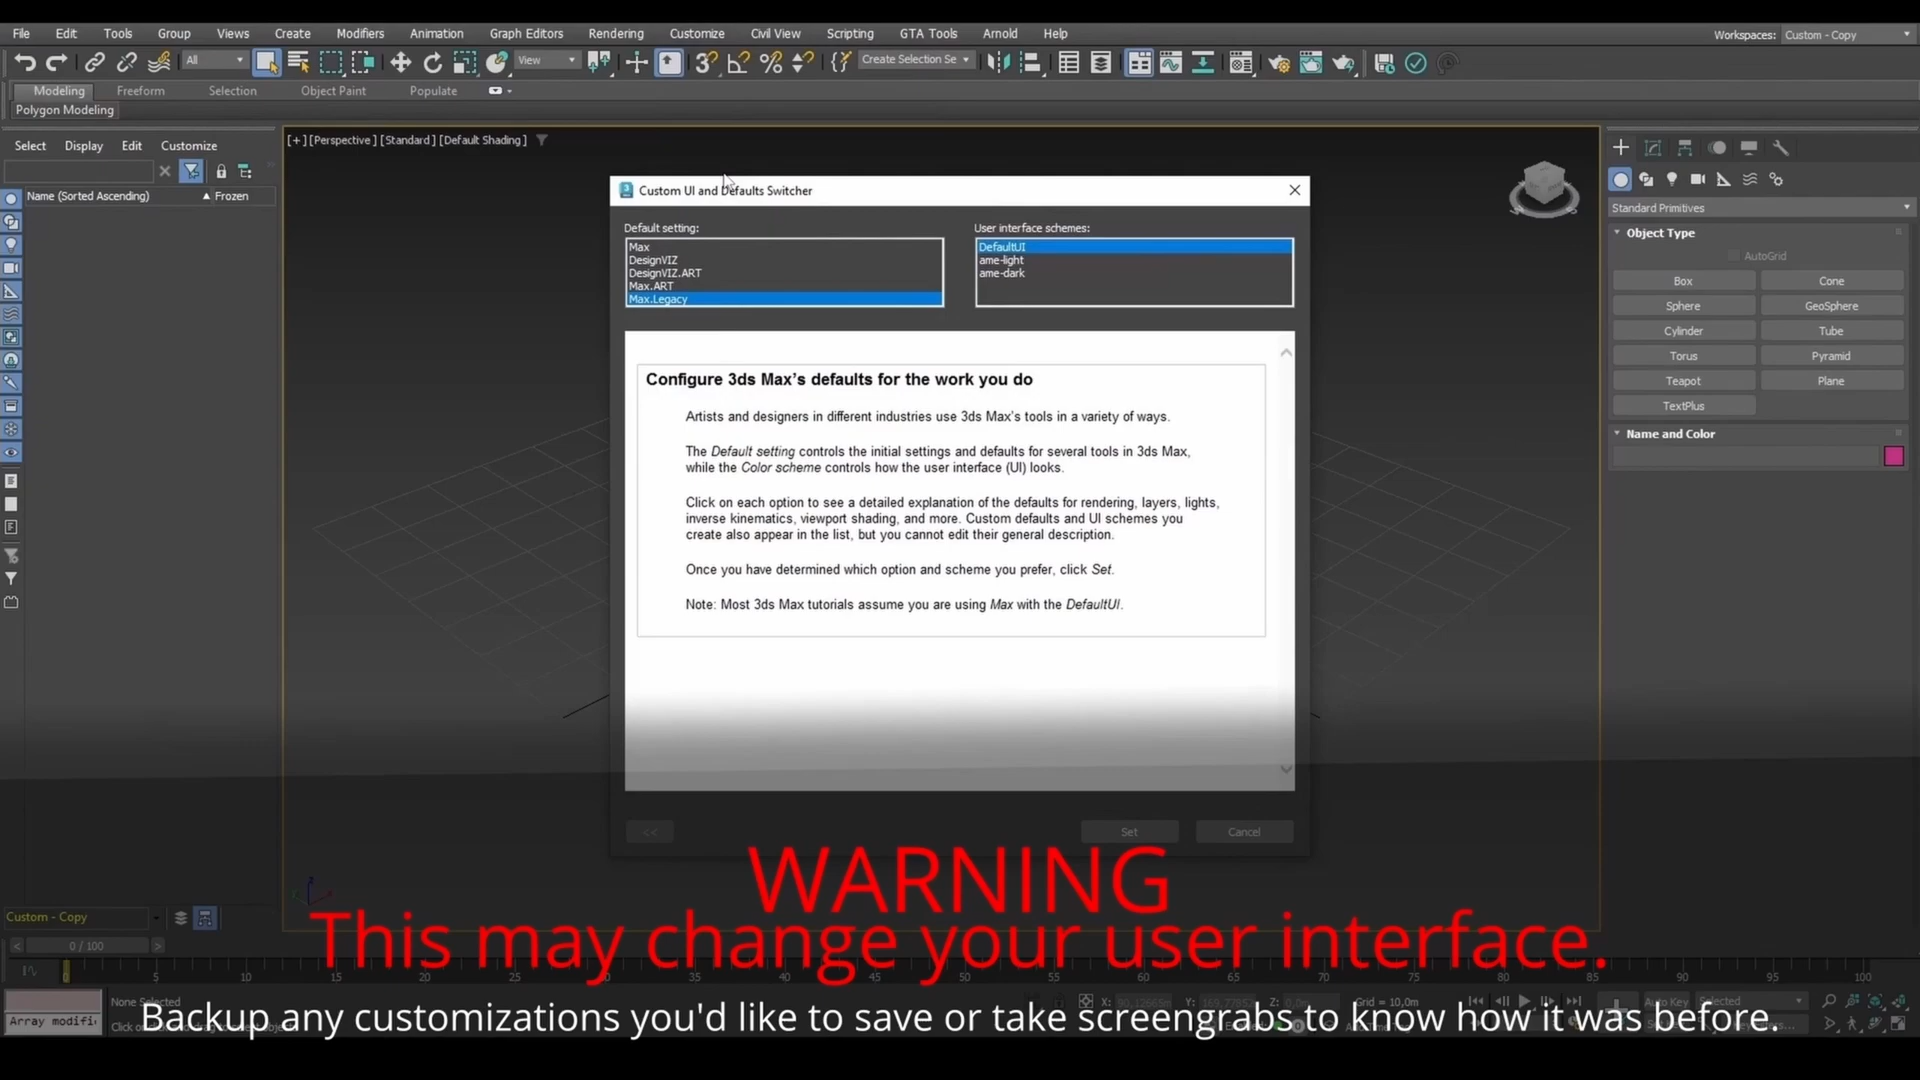 File Edit Tools Group Views Create Modifiers Animation Graph Editors Rendering Customize Civil View Scripting GTA Tools Arnold Help Workspaces: Custom - Copy
All View Create Selection Se
Modeling Freeform Selection Object Paint Populate
Polygon Modeling
Select Display Edit Customize
Name (Sorted Ascending) Frozen
[+] [Perspective] [Standard] [Default Shading]
Custom UI and Defaults Switcher
Default setting:
Max
DesignVIZ
DesignVIZ.ART
Max.ART
Max.Legacy
User interface schemes:
DefaultUI
ame-light
ame-dark
Configure 3ds Max's defaults for the work you do
Artists and designers in different industries use 3ds Max's tools in a variety of ways.
The Default setting controls the initial settings and defaults for several tools in 3ds Max,
while the Color scheme controls how the user interface (UI) looks.
Click on each option to see a detailed explanation of the defaults for rendering, layers, lights,
inverse kinematics, viewport shading, and more. Custom defaults and UI schemes you
create also appear in the list, but you cannot edit their general description.
Once you have determined which option and scheme you prefer, click Set.
Note: Most 3ds Max tutorials assume you are using Max with the DefaultUI.
<< Set Cancel
Standard Primitives
Object Type
AutoGrid
Box Cone
Sphere GeoSphere
Cylinder Tube
Torus Pyramid
Teapot Plane
TextPlus
Name and Color
WARNING
This may change your user interface.
Backup any customizations you'd like to save or take screengrabs to know how it was before.
Custom - Copy
0 / 100
5 10 15 20 25 30 35 40 45 50 55 60 65 70 75 80 85 90 95 100
None Selected X: Y: Z: Grid = 10,0m Auto Key Selected
Array modifi